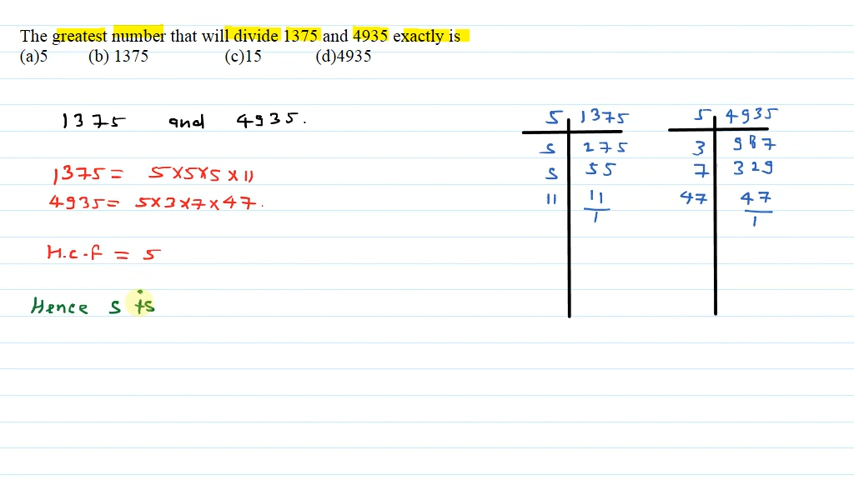 The greatest number that will divide 1375 and 4935 exactly is
(a)5 (b) 1375 (c)15 (d)4935
1375 and 4935.
1375 = 5×5×5×11
4935 = 5×3×7×47.
H.C.F = 5
Hence 5 is
5 1375
5 275
5 55
11 11
1
5 4935
3 987
7 329
47 47
1